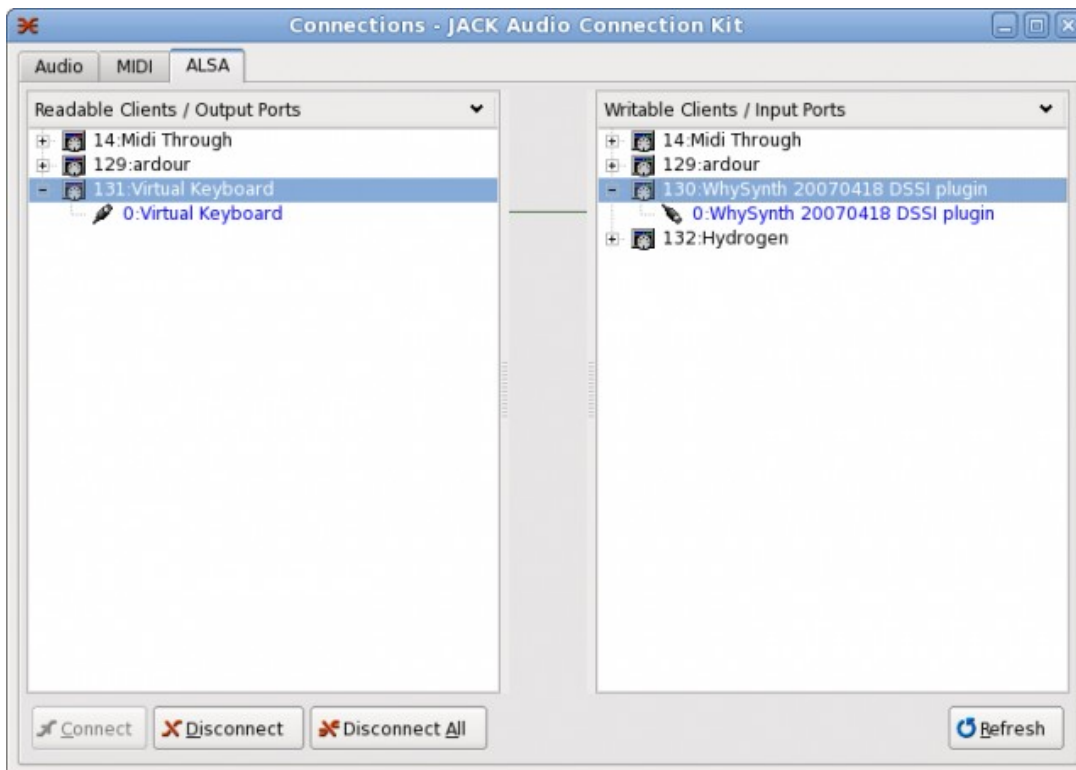 Connections - JACK Audio Connection Kit
Audio MIDI ALSA
Readable Clients / Output Ports
14:Midi Through
129:ardour
131:Virtual Keyboard
0:Virtual Keyboard
Writable Clients / Input Ports
14:Midi Through
129:ardour
130:WhySynth 20070418 DSSI plugin
0:WhySynth 20070418 DSSI plugin
132:Hydrogen
Connect Disconnect Disconnect All Refresh